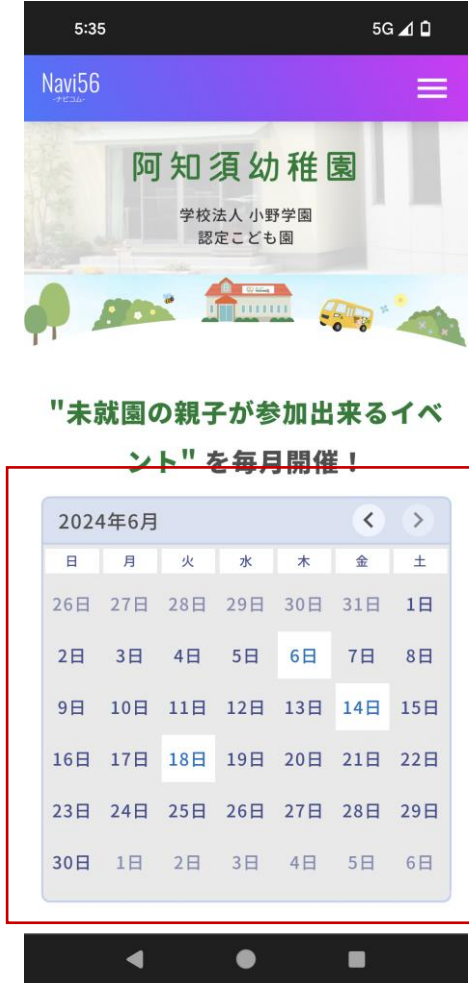 5:35 5G
Navi56
-ナビコム-
阿知須幼稚園
学校法人 小野学園
認定こども園
"未就園の親子が参加出来るイベ
ント" を毎月開催！
2024年6月
日 月 火 水 木 金 土
26日 27日 28日 29日 30日 31日 1日
2日 3日 4日 5日 6日 7日 8日
9日 10日 11日 12日 13日 14日 15日
16日 17日 18日 19日 20日 21日 22日
23日 24日 25日 26日 27日 28日 29日
30日 1日 2日 3日 4日 5日 6日